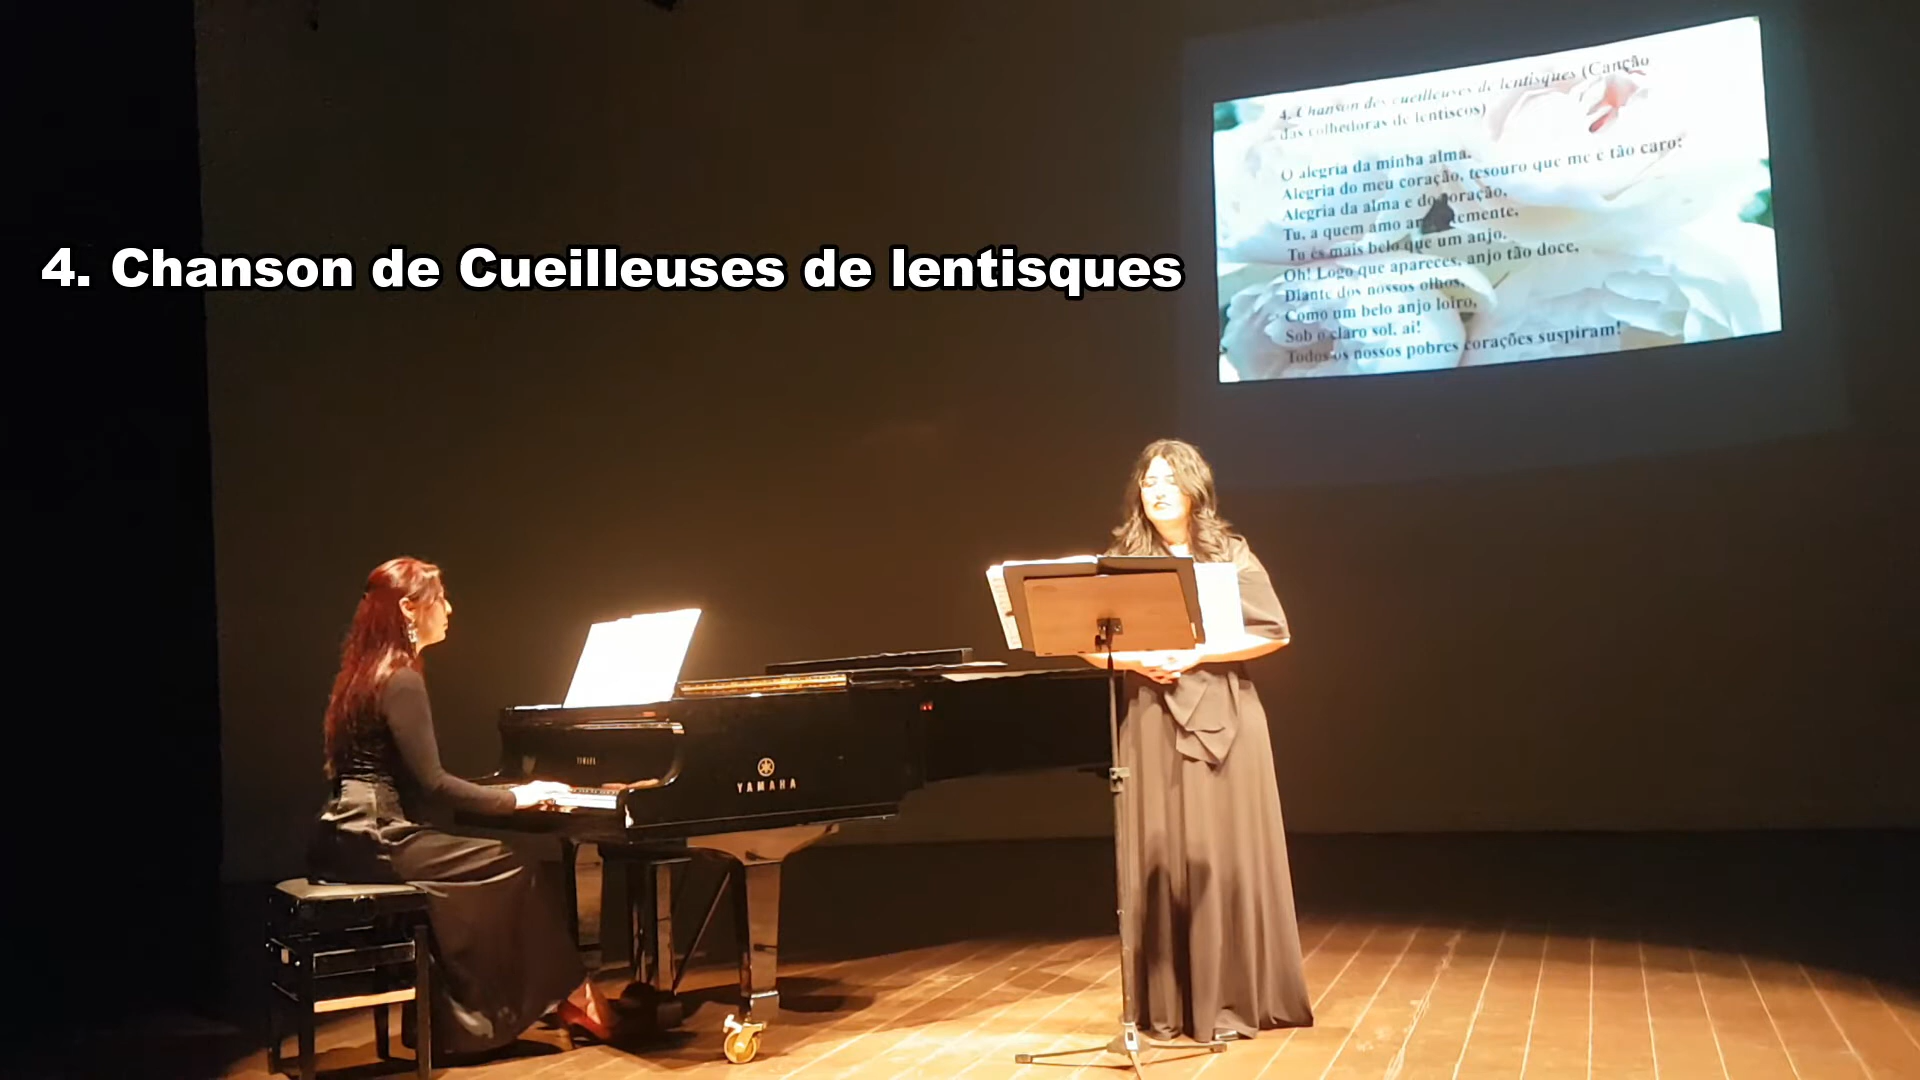 4. Chanson de Cueilleuses de lentisques
4. Chanson des cueilleuses de lentisques (Canção
das colhedoras de lentiscos)
O alegria da minha alma,
Alegria do meu coração, tesouro que me é tão caro;
Alegria da alma e do coração,
Tu, a quem amo ardentemente,
Tu és mais belo que um anjo.
Oh! Logo que apareces, anjo tão doce,
Diante dos nossos olhos,
Como um belo anjo loiro,
Sob o claro sol, ai!
Todos os nossos pobres corações suspiram!
YAMAHA
YAMAHA